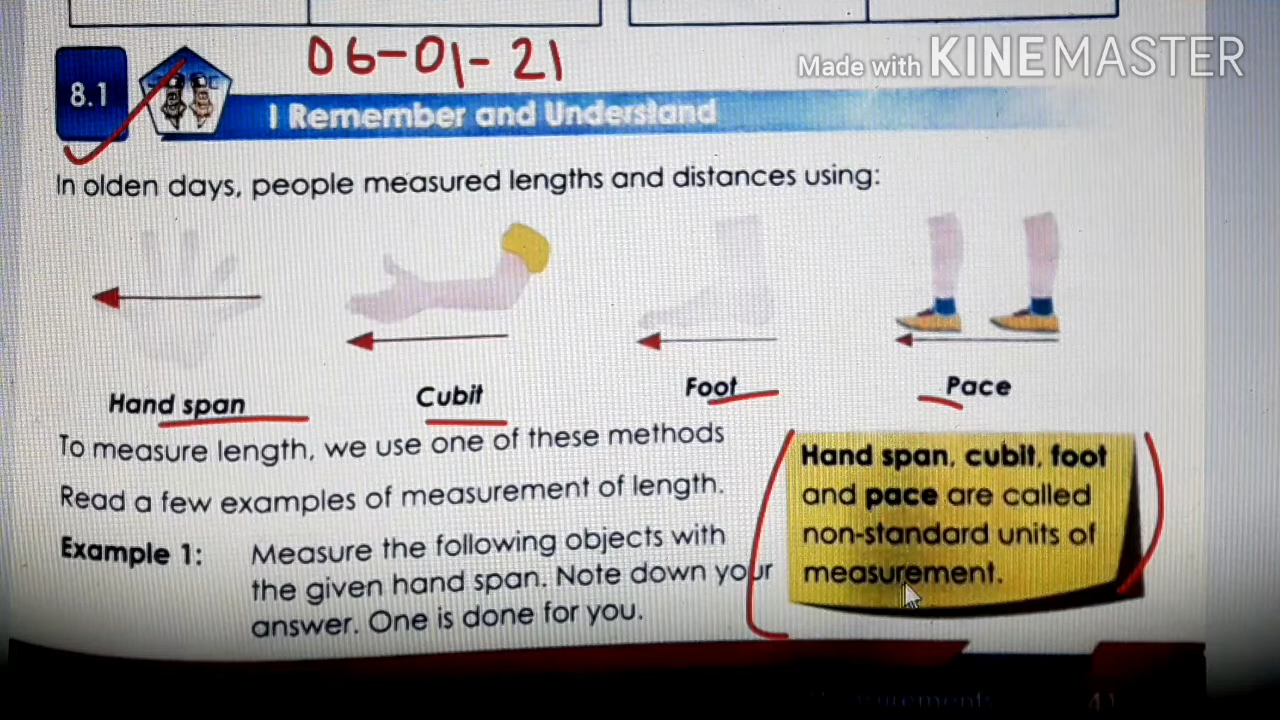 06-01-21
Made with KINEMASTER
8.1
I Remember and Understand
In olden days, people measured lengths and distances using:
Hand span
Cubit
Foot
Pace
To measure length, we use one of these methods
Read a few examples of measurement of length.
Example 1: Measure the following objects with
the given hand span. Note down your
answer. One is done for you.
Hand span, cubit, foot
and pace are called
non-standard units of
measurement.